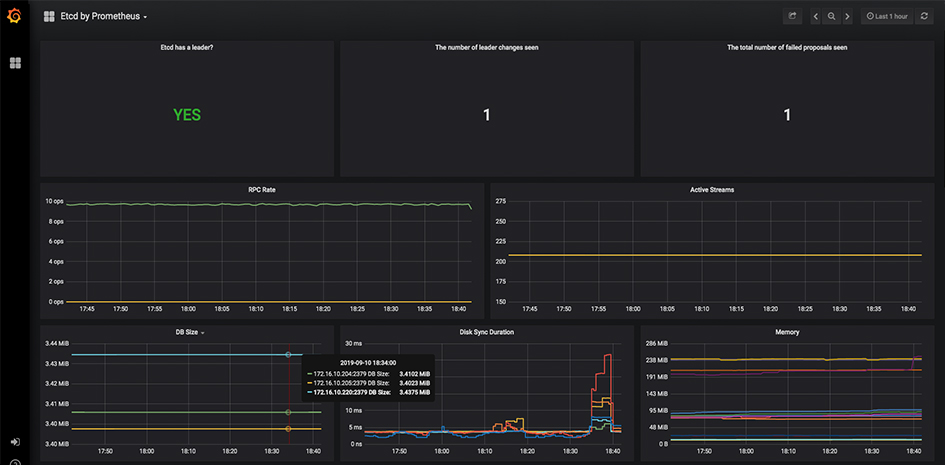 Etcd by Prometheus
Last 1 hour
Etcd has a leader?
The number of leader changes seen
The total number of failed proposals seen
YES
1
1
RPC Rate
10 ops
8 ops
6 ops
4 ops
2 ops
0 ops
17:45 17:50 17:55 18:00 18:05 18:10 18:15 18:20 18:25 18:30 18:35 18:40
Active Streams
275
250
225
200
175
150
17:45 17:50 17:55 18:00 18:05 18:10 18:15 18:20 18:25 18:30 18:35 18:40
DB Size
3.44 MiB
3.43 MiB
3.42 MiB
3.41 MiB
3.40 MiB
3.40 MiB
17:50 18:00 18:10 18:20 18:30 18:40
2019-09-10 18:34:00
172.16.10.204:2379 DB Size: 3.4102 MiB
172.16.10.205:2379 DB Size: 3.4023 MiB
172.16.10.220:2379 DB Size: 3.4375 MiB
Disk Sync Duration
30 ms
10 ms
5 ms
0 ns
17:50 18:00 18:10 18:20 18:30 18:40
Memory
286 MiB
238 MiB
191 MiB
143 MiB
95 MiB
48 MiB
0 B
17:50 18:00 18:10 18:20 18:30 18:40